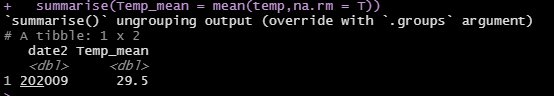 +   summarise(Temp_mean = mean(temp,na.rm = T))
`summarise()` ungrouping output (override with `.groups` argument)
# A tibble: 1 x 2
   date2 Temp_mean
   <dbl>     <dbl>
1 202009      29.5
>